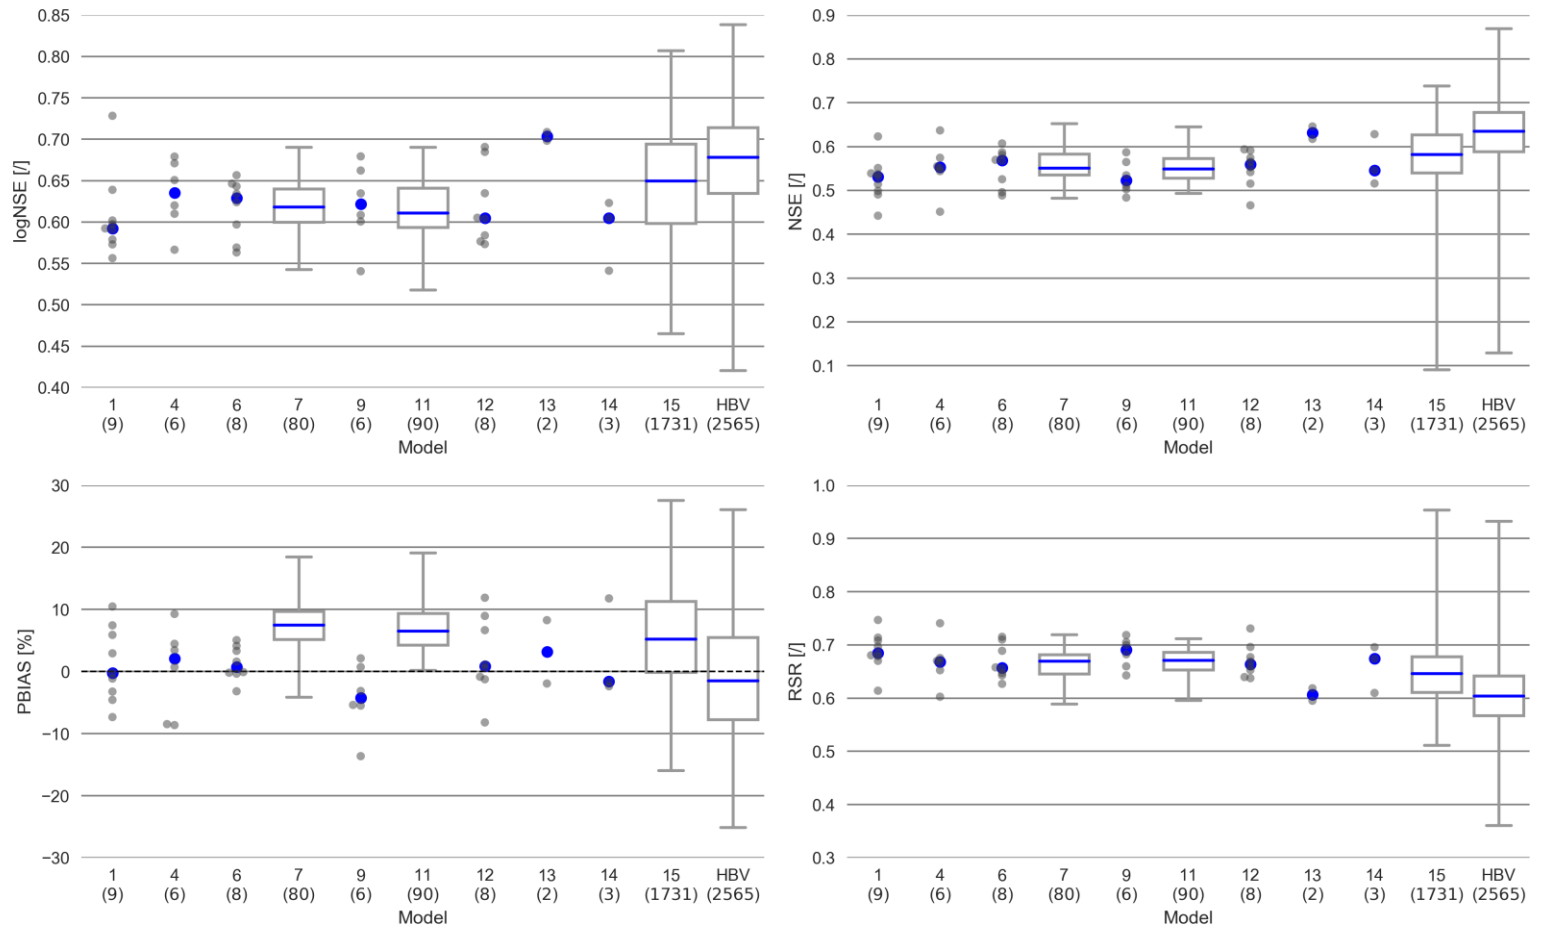 0.85
0.80
0.75
0.70
0.65
0.60
0.55
0.50
0.45
0.40
logNSE [/]
1 4 6 7 9 11 12 13 14 15 HBV
(9) (6) (8) (80) (6) (90) (8) (2) (3) (1731) (2565)
Model
0.9
0.8
0.7
0.6
0.5
0.4
0.3
0.2
0.1
NSE [/]
1 4 6 7 9 11 12 13 14 15 HBV
(9) (6) (8) (80) (6) (90) (8) (2) (3) (1731) (2565)
Model
30
20
10
0
−10
−20
−30
PBIAS [%]
1 4 6 7 9 11 12 13 14 15 HBV
(9) (6) (8) (80) (6) (90) (8) (2) (3) (1731) (2565)
Model
1.0
0.9
0.8
0.7
0.6
0.5
0.4
0.3
RSR [/]
1 4 6 7 9 11 12 13 14 15 HBV
(9) (6) (8) (80) (6) (90) (8) (2) (3) (1731) (2565)
Model